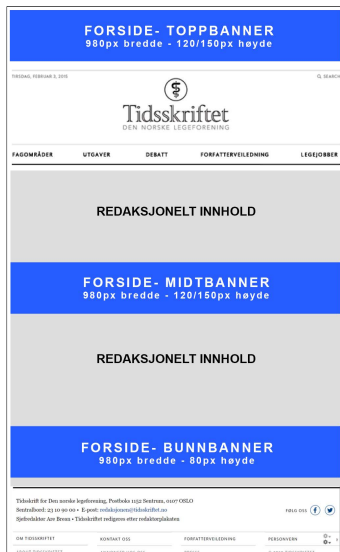 FORSIDE- TOPPBANNER
980px bredde - 120/150px høyde
TIRSDAG, FEBRUAR 2, 2015
SEARCH
Tidsskriftet
DEN NORSKE LEGEFORENING
FAGOMRÅDER UTGAVER DEBATT FORFATTERVEILEDNING LEGEJOBBER
REDAKSJONELT INNHOLD
FORSIDE- MIDTBANNER
980px bredde - 120/150px høyde
REDAKSJONELT INNHOLD
FORSIDE- BUNNBANNER
980px bredde - 80px høyde
Tidsskrift for Den norske legeforening, Postboks 1152 Sentrum, 0107 OSLO
Sentralbord: 23 10 90 00 • E-post: redaksjonen@tidsskriftet.no
Sjefredaktør Are Brean • Tidsskriftet redigeres etter redaktørplakaten
FØLG OSS
OM TIDSSKRIFTET KONTAKT OSS FORFATTERVEILEDNING PERSONVERN